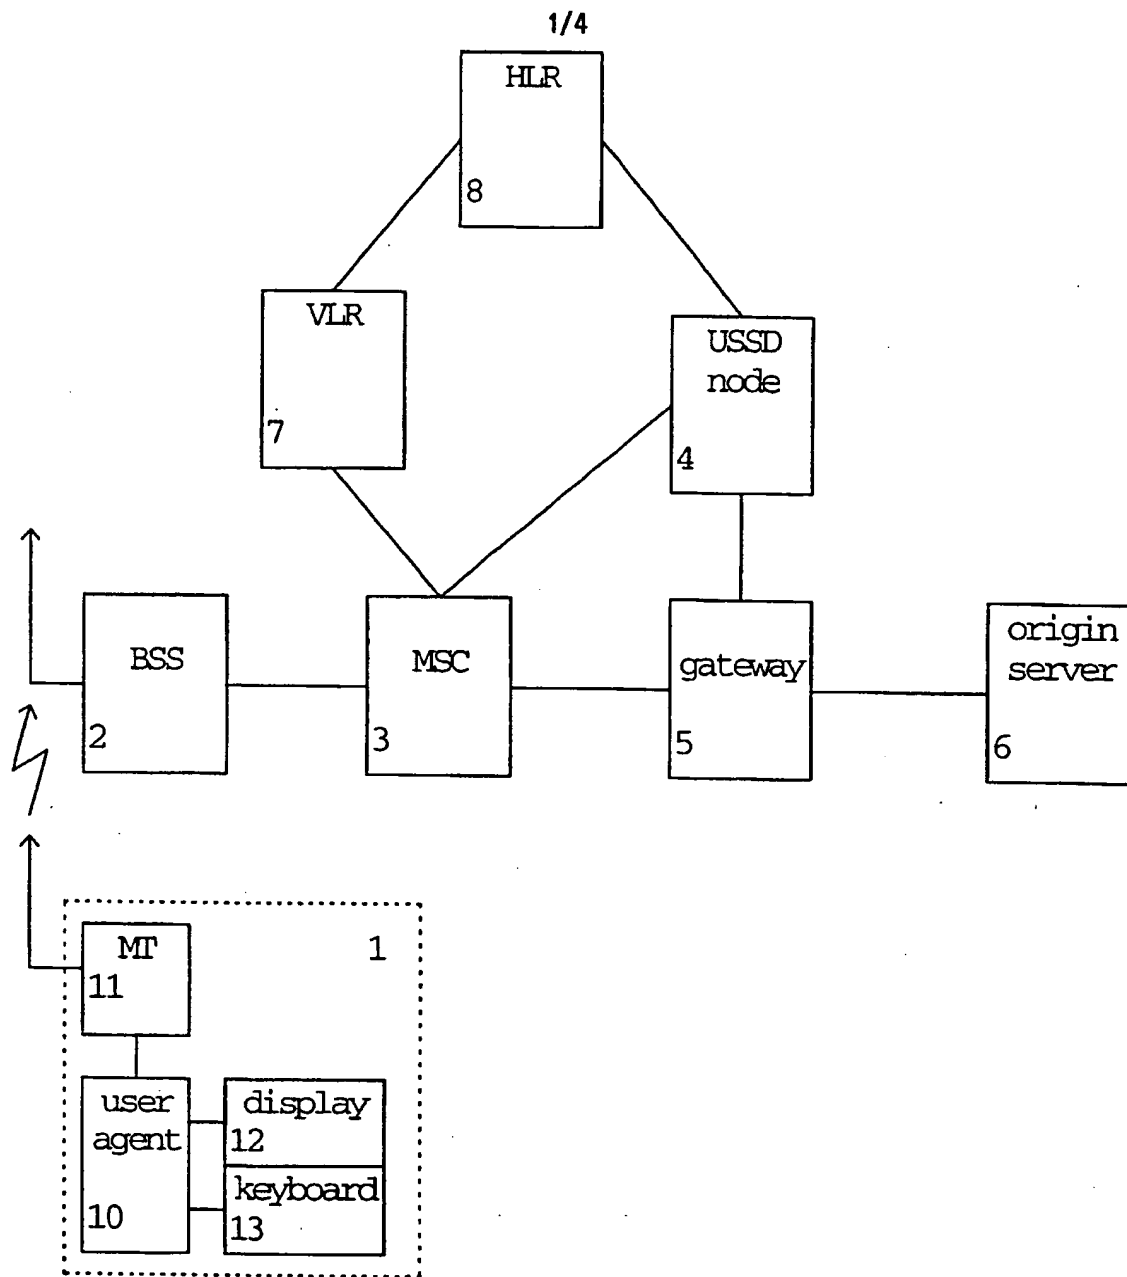 1/4
HLR
8
VLR
7
USSD
node
4
BSS
2
MSC
3
gateway
5
origin
server
6
1
MT
11
user
agent
10
display
12
keyboard
13